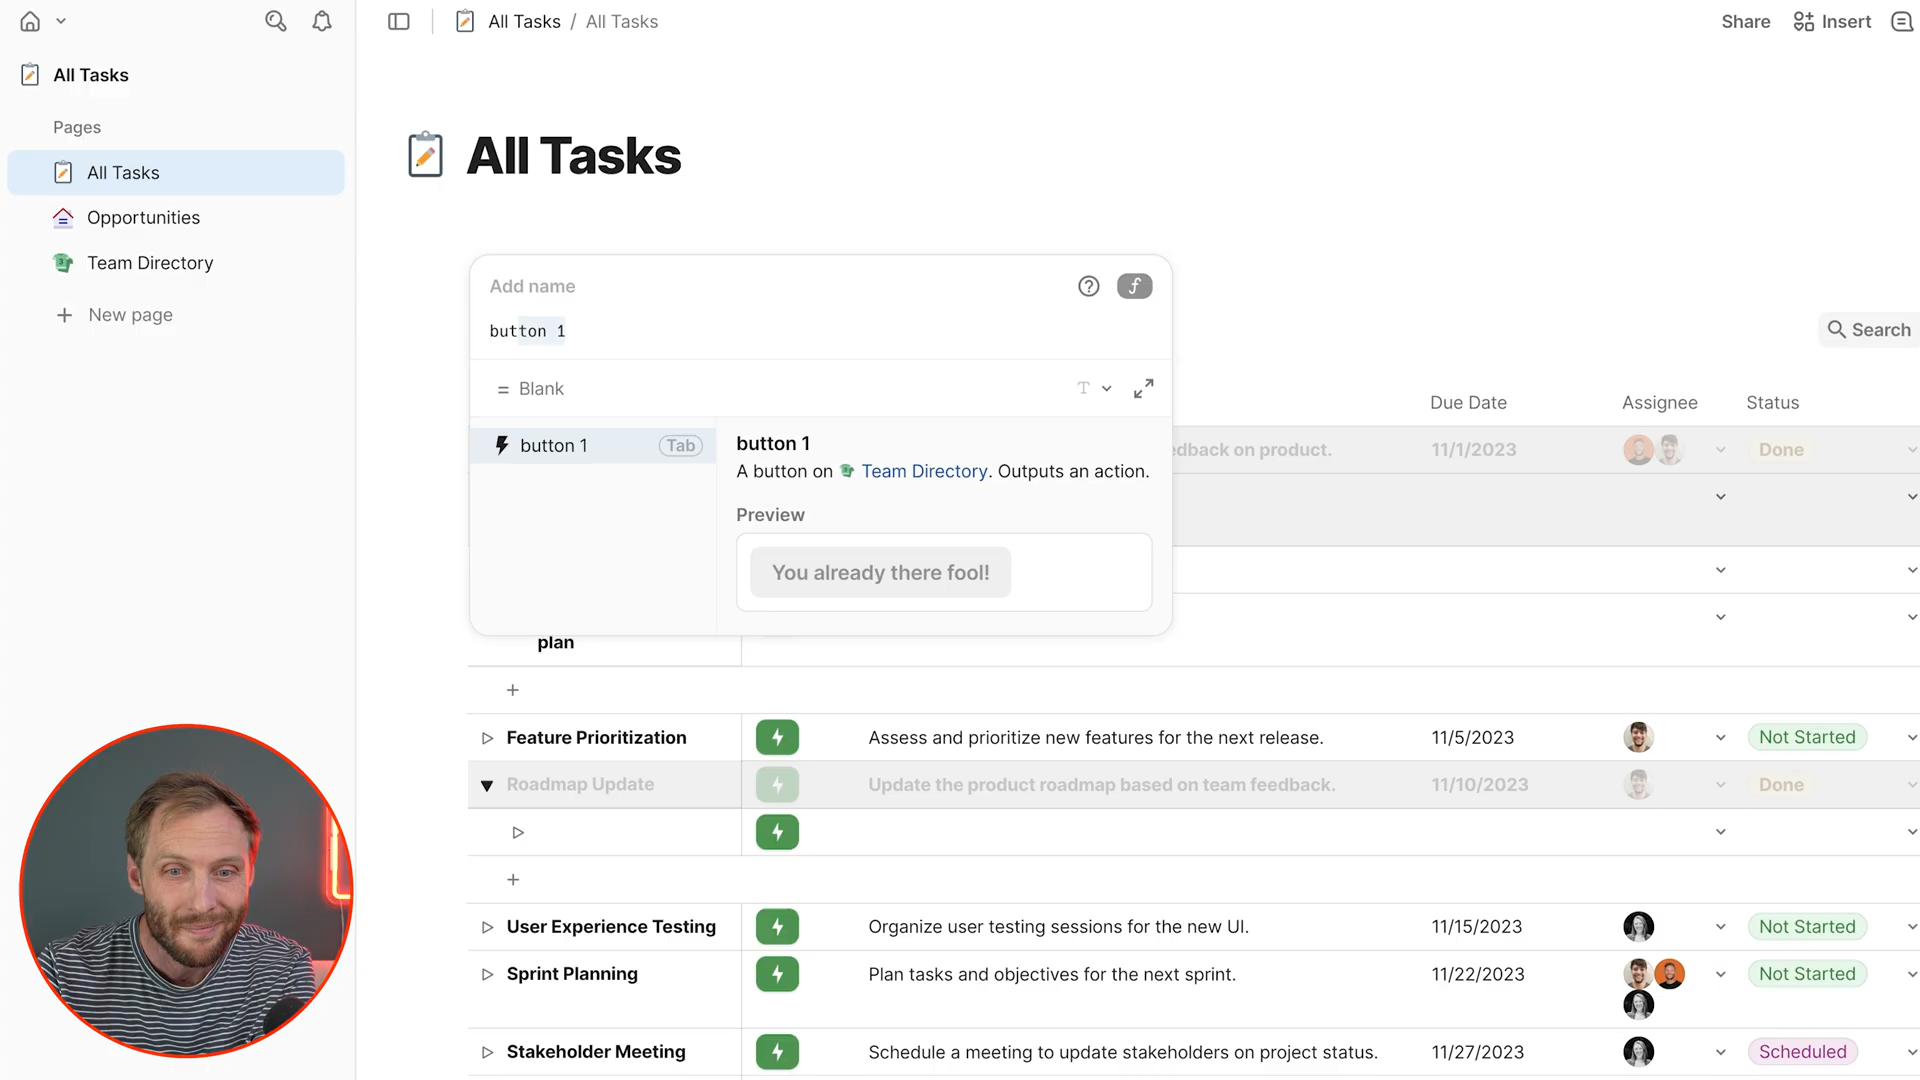 All Tasks / All Tasks
Share
Insert
All Tasks
Pages
All Tasks
Opportunities
Team Directory
New page
All Tasks
Add name
button 1
= Blank
T
button 1
Tab
button 1
A button on Team Directory. Outputs an action.
Preview
You already there fool!
Search
Due Date
Assignee
Status
edback on product.
11/1/2023
Done
plan
Feature Prioritization
Assess and prioritize new features for the next release.
11/5/2023
Not Started
Roadmap Update
Update the product roadmap based on team feedback.
11/10/2023
Done
User Experience Testing
Organize user testing sessions for the new UI.
11/15/2023
Not Started
Sprint Planning
Plan tasks and objectives for the next sprint.
11/22/2023
Not Started
Stakeholder Meeting
Schedule a meeting to update stakeholders on project status.
11/27/2023
Scheduled